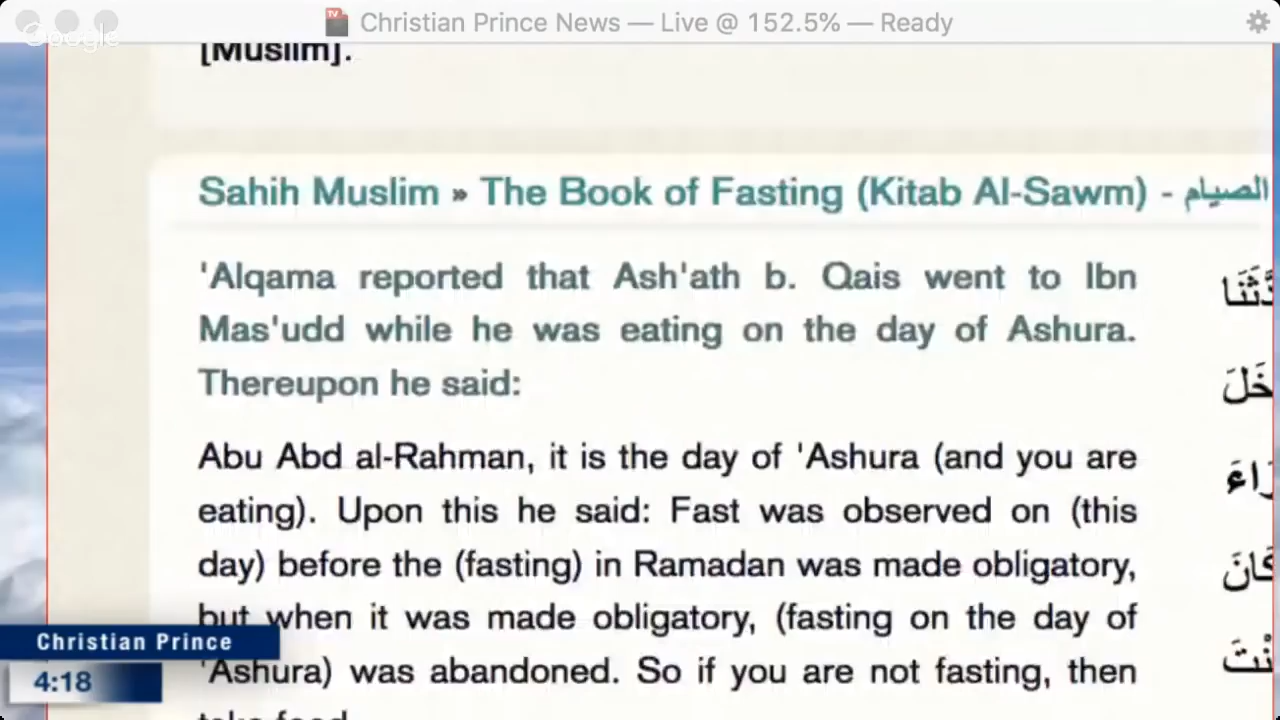 Google
Christian Prince News — Live @ 152.5% — Ready
[Muslim].
Sahih Muslim » The Book of Fasting (Kitab Al-Sawm) - الصيام
'Alqama reported that Ash'ath b. Qais went to Ibn
Mas'udd while he was eating on the day of Ashura.
Thereupon he said:
Abu Abd al-Rahman, it is the day of 'Ashura (and you are
eating). Upon this he said: Fast was observed on (this
day) before the (fasting) in Ramadan was made obligatory,
but when it was made obligatory, (fasting on the day of
'Ashura) was abandoned. So if you are not fasting, then
take food
Christian Prince
4:18